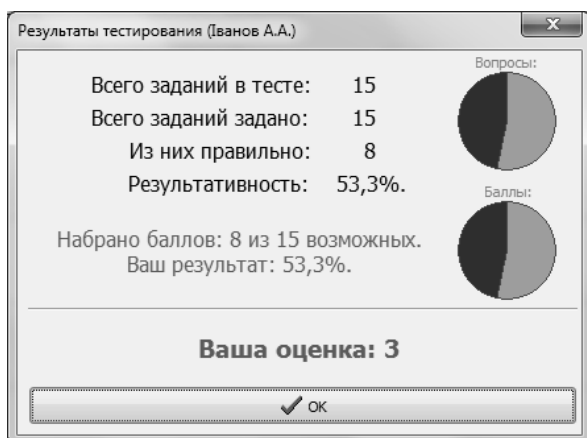 Результаты тестирования (Іванов А.А.)
Вопросы:
Всего заданий в тесте: 15
Всего заданий задано: 15
Из них правильно: 8
Результативность: 53,3%.
Баллы:
Набрано баллов: 8 из 15 возможных.
Ваш результат: 53,3%.
Ваша оценка: 3
OK